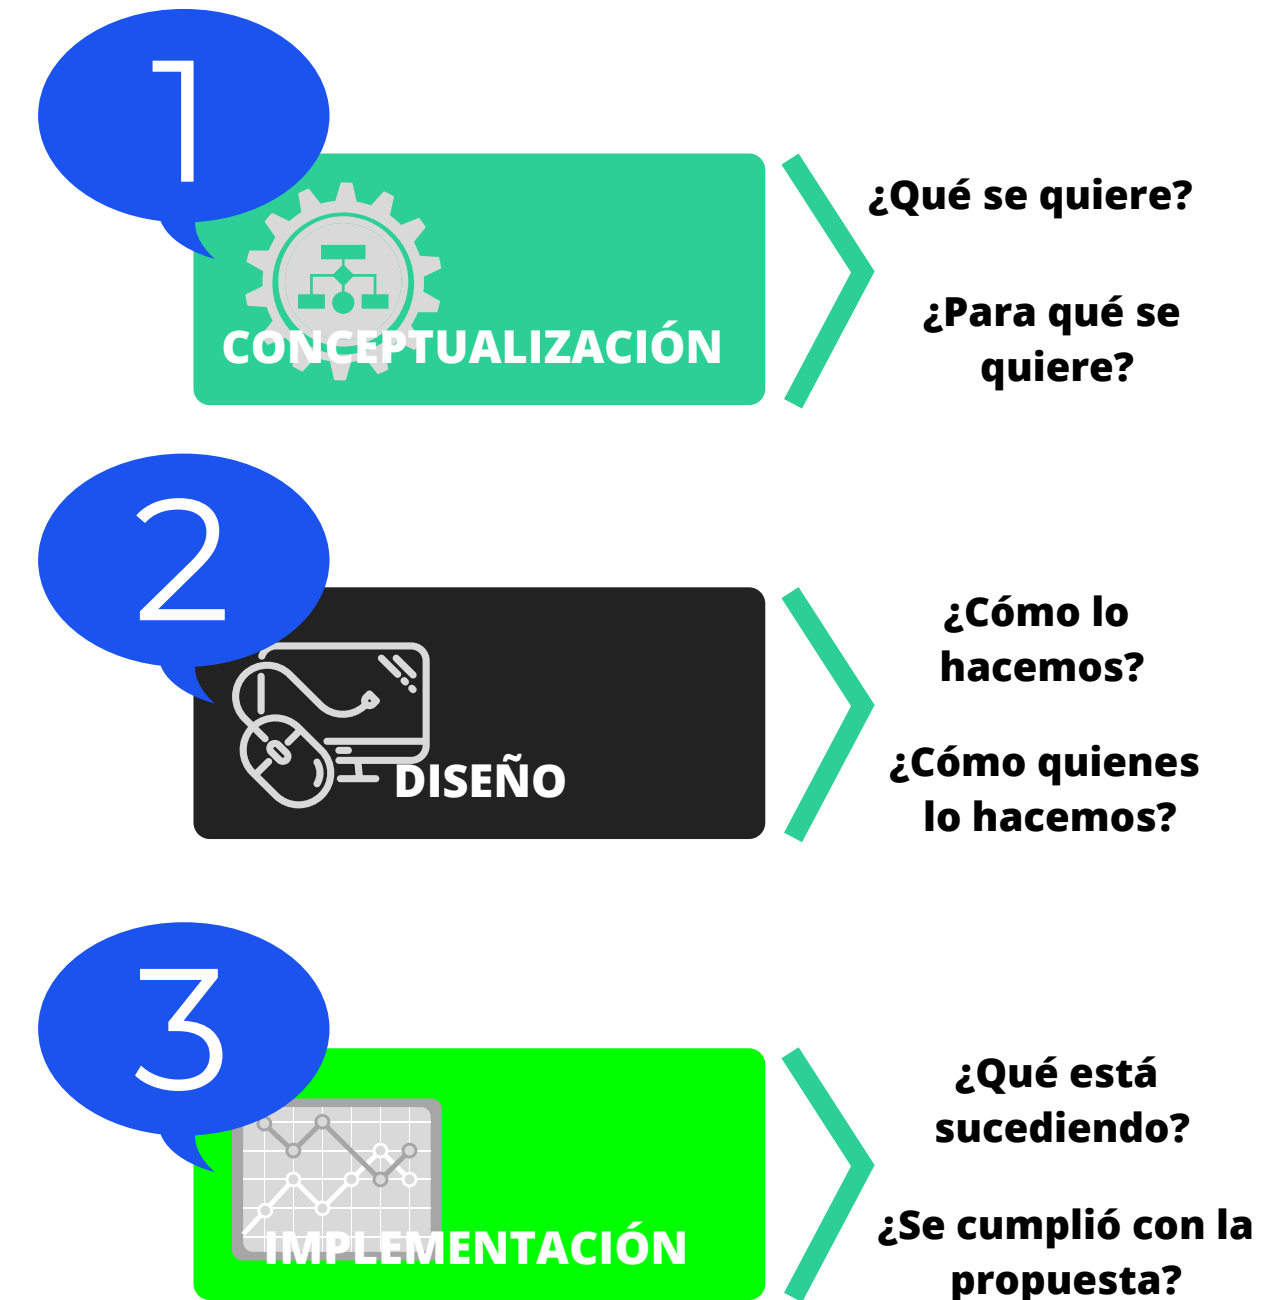 1
CONCEPTUALIZACIÓN
¿Qué se quiere?
¿Para qué se
quiere?
2
DISEÑO
¿Cómo lo
hacemos?
¿Cómo quienes
lo hacemos?
3
IMPLEMENTACIÓN
¿Qué está
sucediendo?
¿Se cumplió con la
propuesta?